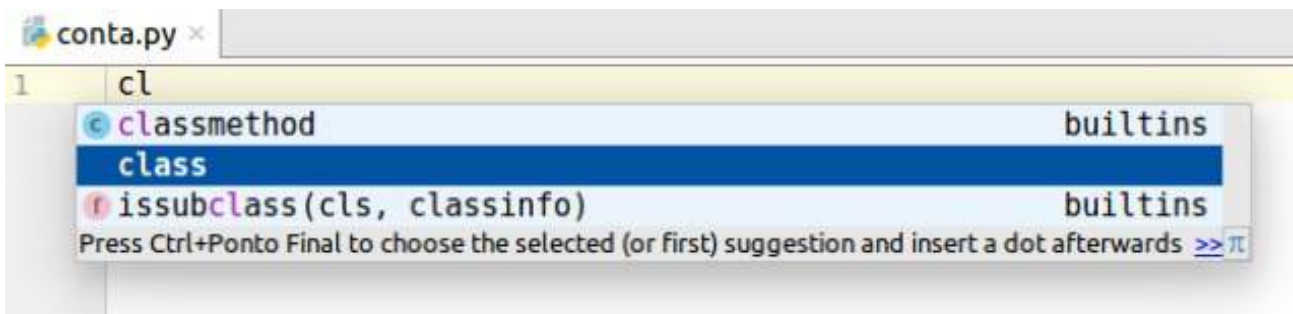 conta.py ×
1 cl
c classmethod builtins
class
f issubclass(cls, classinfo) builtins
Press Ctrl+Ponto Final to choose the selected (or first) suggestion and insert a dot afterwards >> π